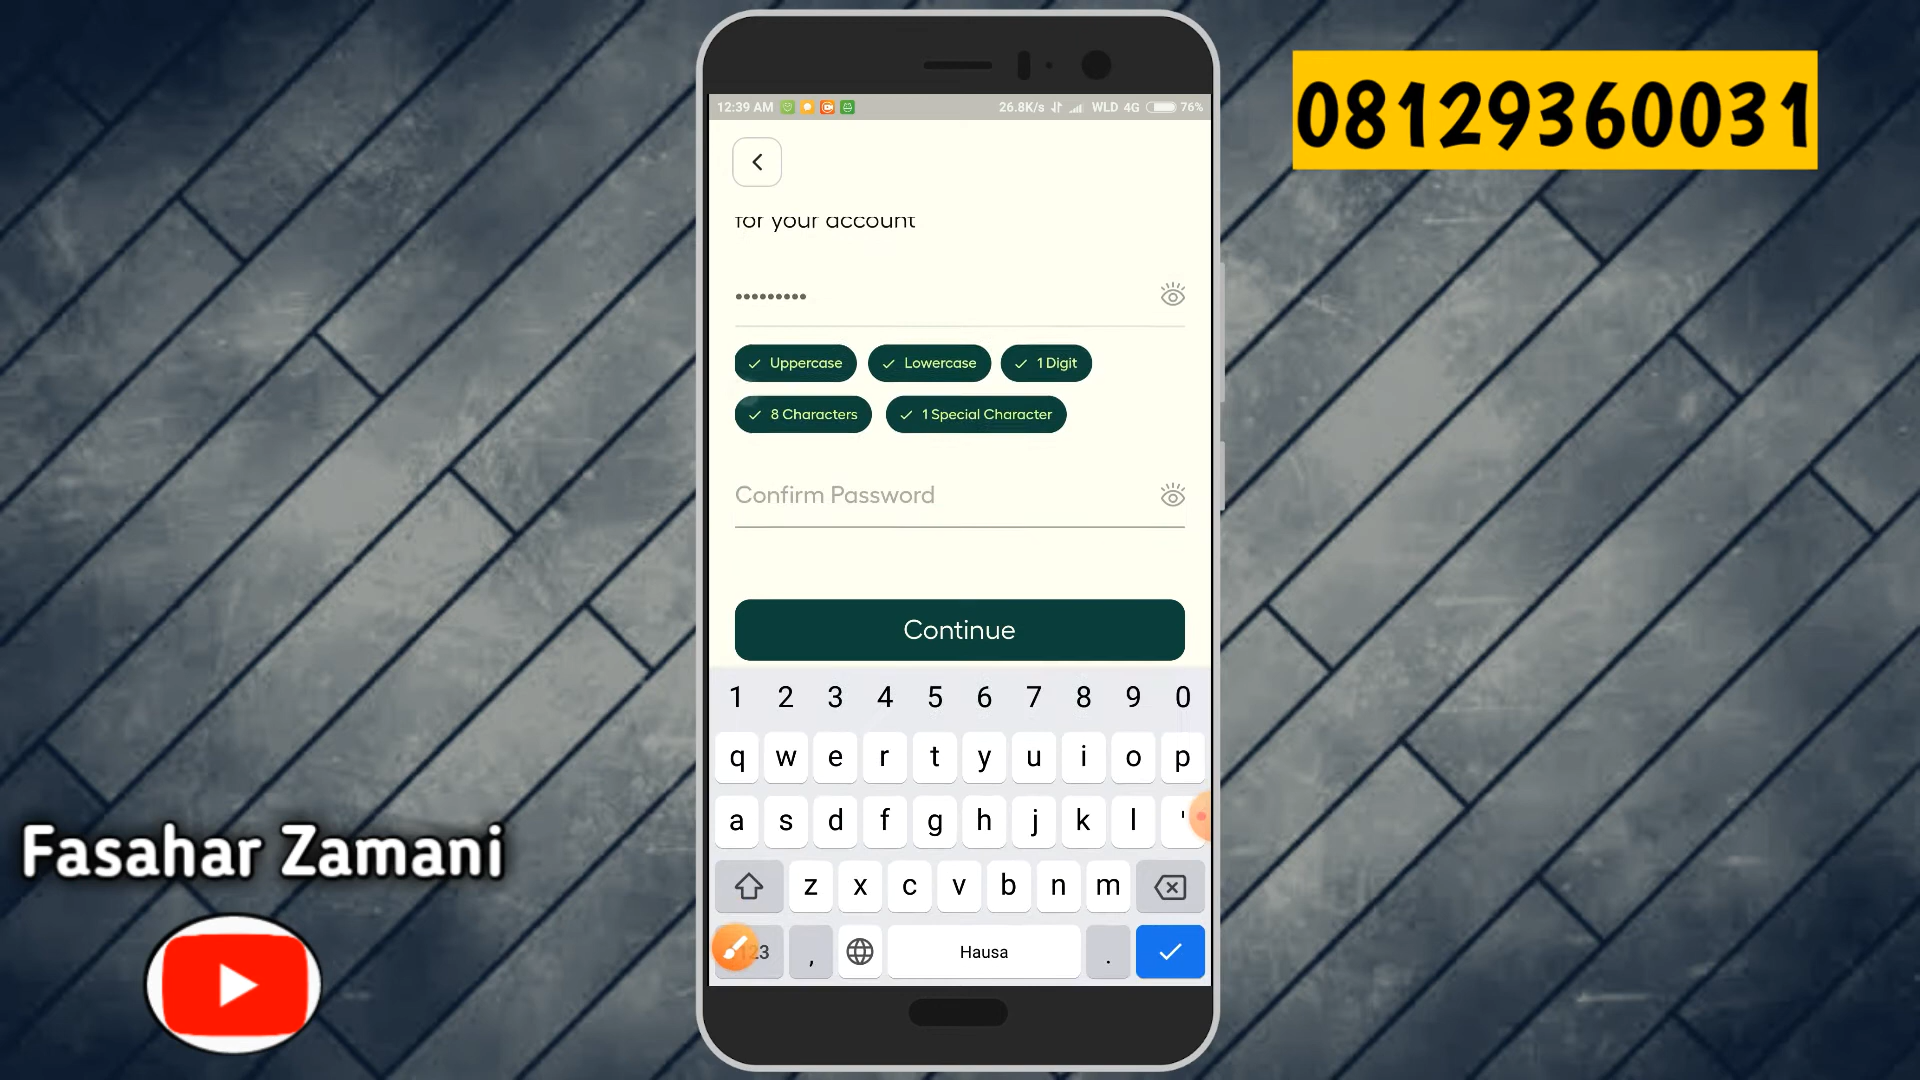 08129360031
12:39 AM
26.8K/s WLD 4G 76%
for your account
•••••••••
Uppercase
Lowercase
1 Digit
8 Characters
1 Special Character
Confirm Password
Continue
1 2 3 4 5 6 7 8 9 0
q w e r t y u i o p
a s d f g h j k l '
z x c v b n m
, Hausa .
Fasahar Zamani